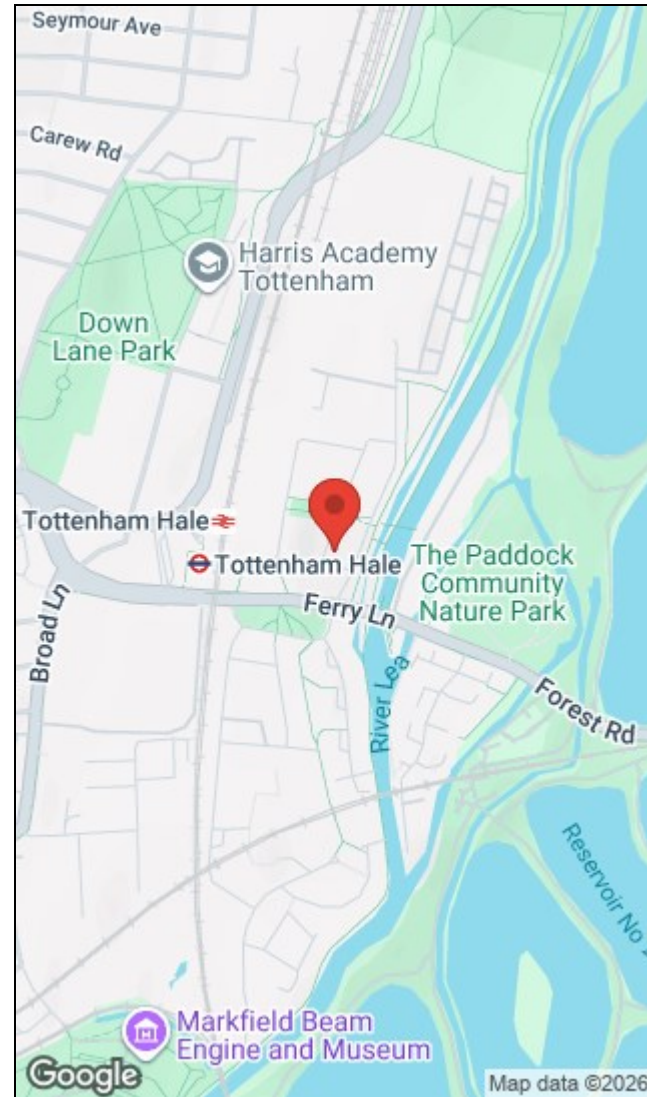 Seymour Ave
Carew Rd
Harris Academy
Tottenham
Down
Lane Park
Tottenham Hale
Tottenham Hale
The Paddock
Community
Nature Park
Ferry Ln
Broad Ln
River Lea
Forest Rd
Reservoir No
Markfield Beam
Engine and Museum
Google
Map data ©2026